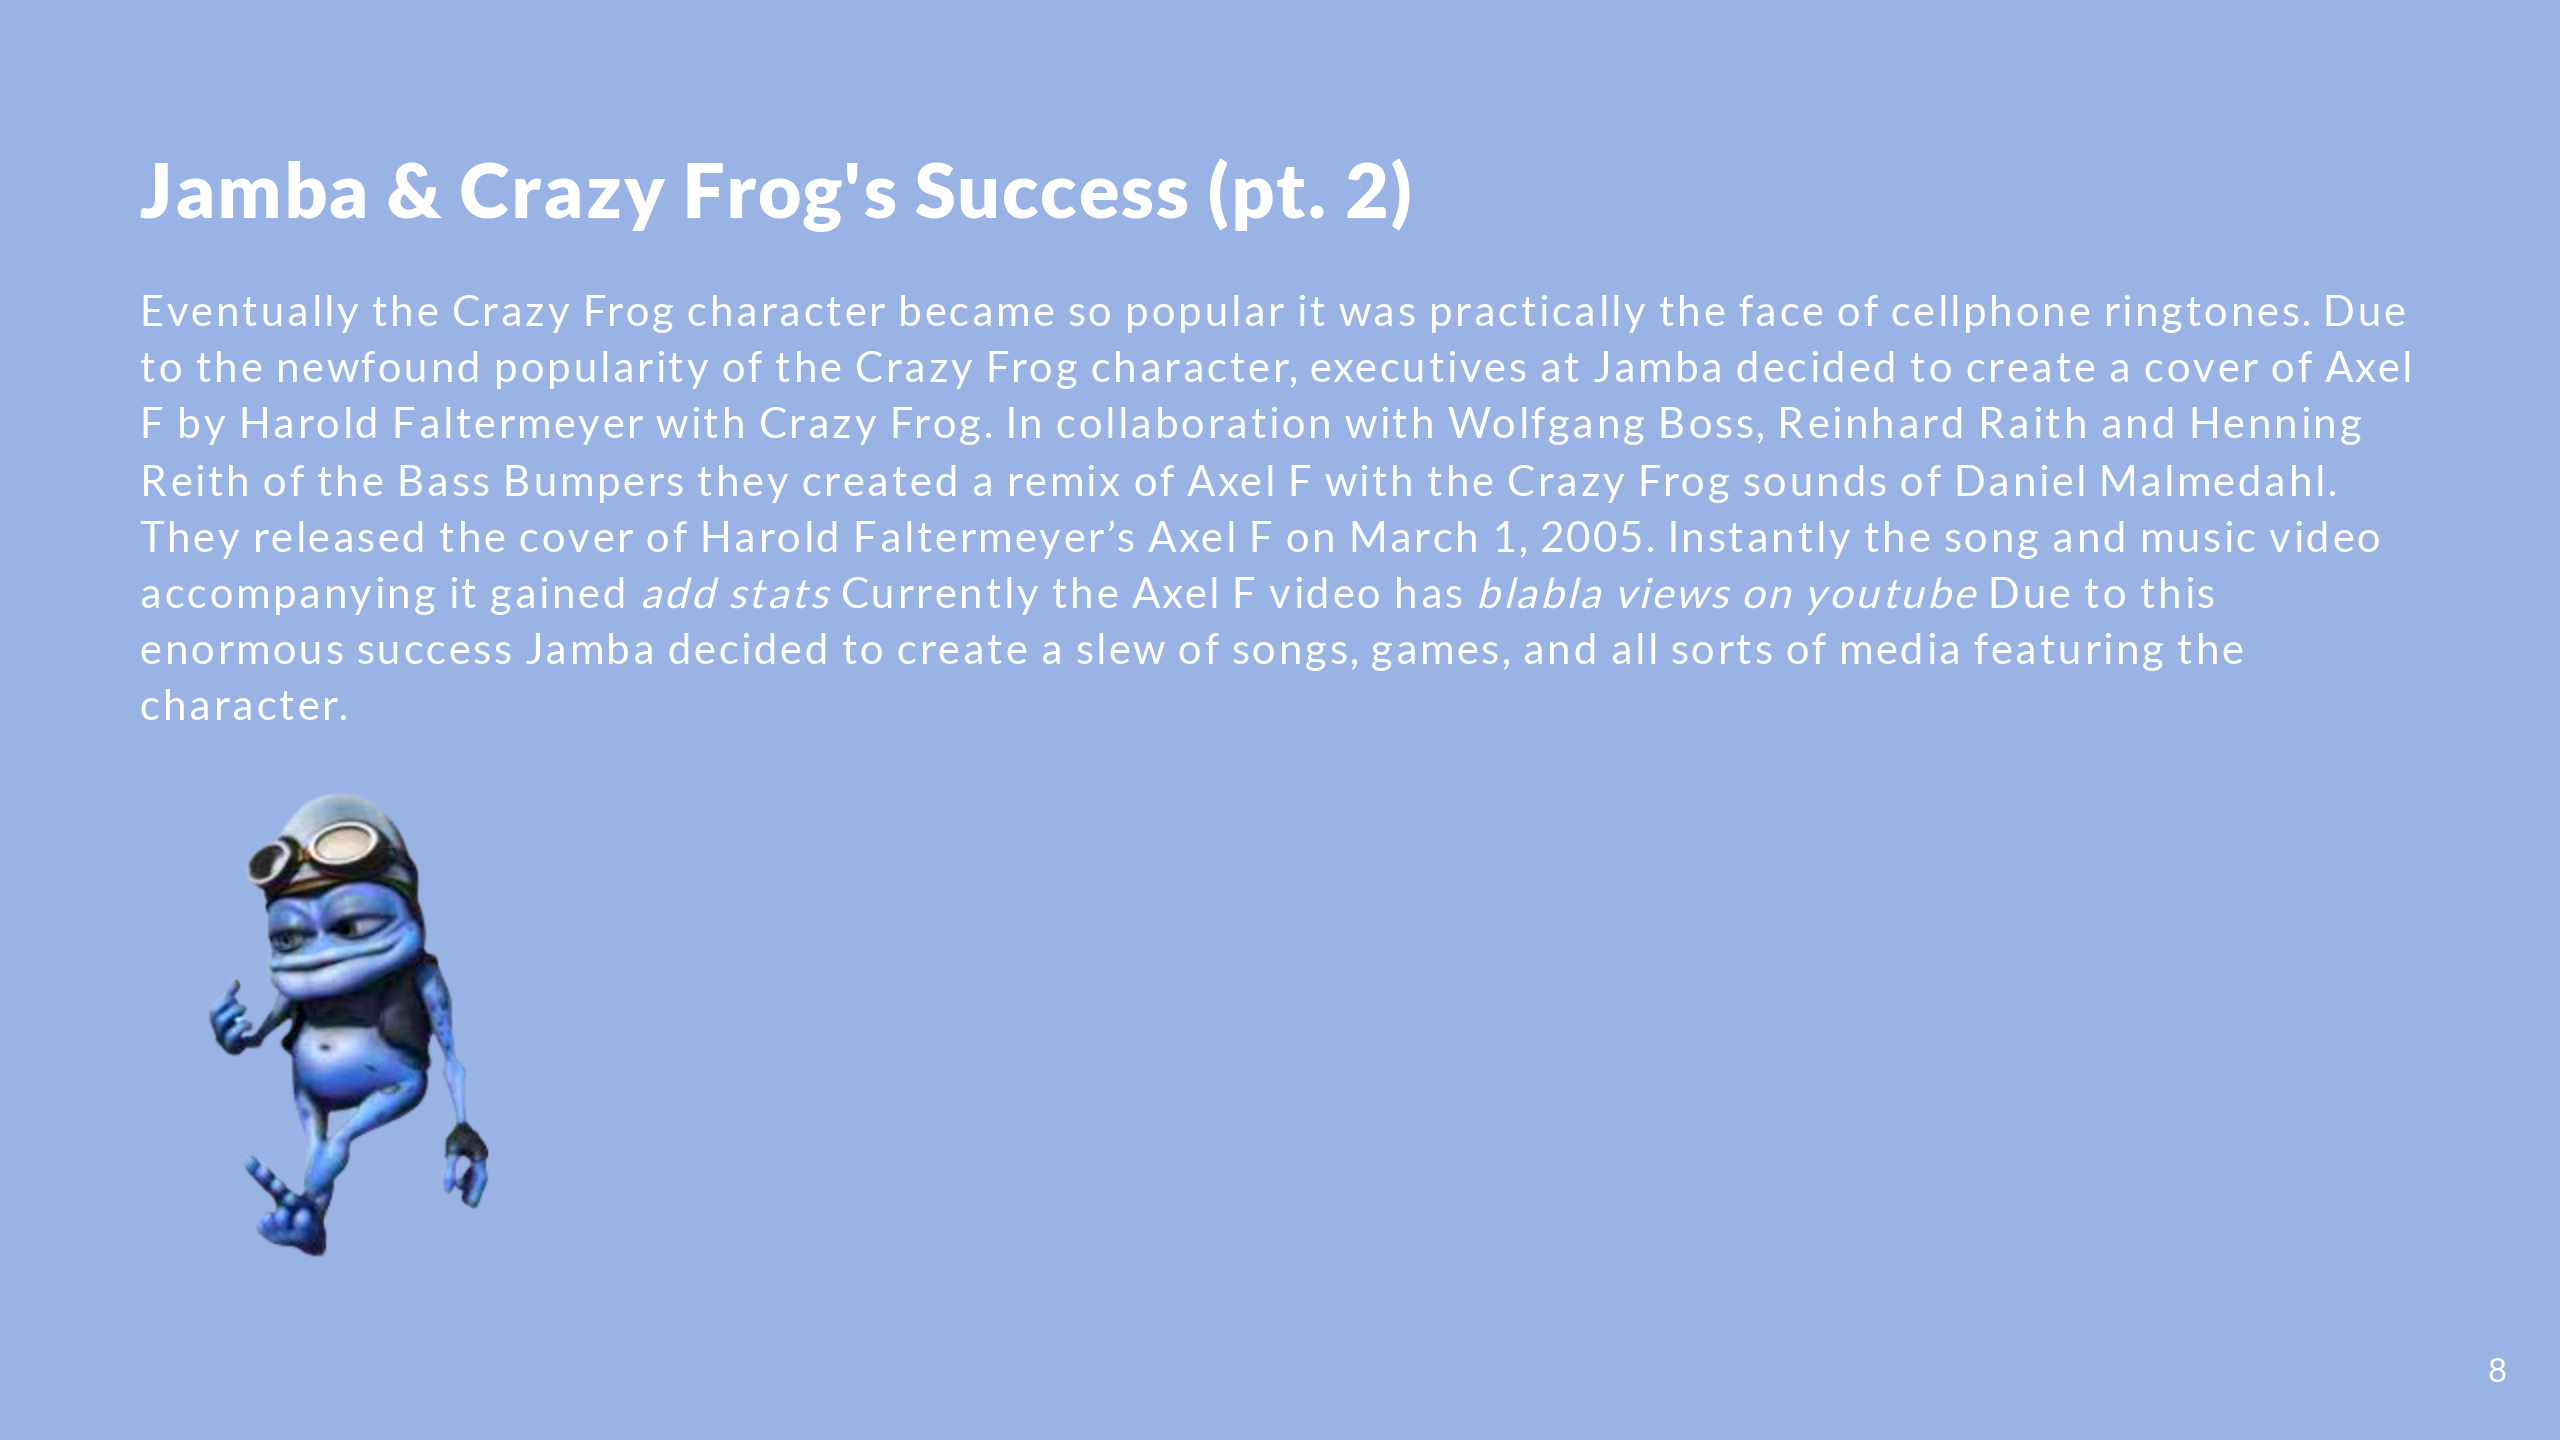 Jamba & Crazy Frog's Success (pt. 2)
Eventually the Crazy Frog character became so popular it was practically the face of cellphone ringtones. Due
to the newfound popularity of the Crazy Frog character, executives at Jamba decided to create a cover of Axel
F by Harold Faltermeyer with Crazy Frog. In collaboration with Wolfgang Boss, Reinhard Raith and Henning
Reith of the Bass Bumpers they created a remix of Axel F with the Crazy Frog sounds of Daniel Malmedahl.
They released the cover of Harold Faltermeyer’s Axel F on March 1, 2005. Instantly the song and music video
accompanying it gained add stats Currently the Axel F video has blabla views on youtube Due to this
enormous success Jamba decided to create a slew of songs, games, and all sorts of media featuring the
character.
8